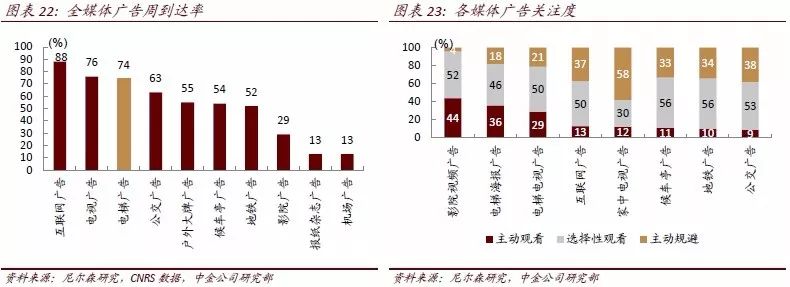 图表 22：全媒体广告周到达率
(%)
100
90
80
70
60
50
40
30
20
10
0
88
76
74
63
55
54
52
29
13
13
互联网广告
电视广告
电梯广告
公交广告
户外大牌广告
候车亭广告
地铁广告
影院广告
报纸杂志广告
机场广告
资料来源：尼尔森研究，CNRS 数据，中金公司研究部
图表 23：各媒体广告关注度
(%)
100
80
60
40
20
0
4
18
21
37
58
33
34
38
52
46
50
50
30
56
56
53
44
36
29
13
12
11
10
9
影院视频广告
电梯海报广告
电梯电视广告
互联网广告
家中电视广告
候车亭广告
地铁广告
公交广告
主动观看
选择性观看
主动规避
资料来源：尼尔森研究，中金公司研究部